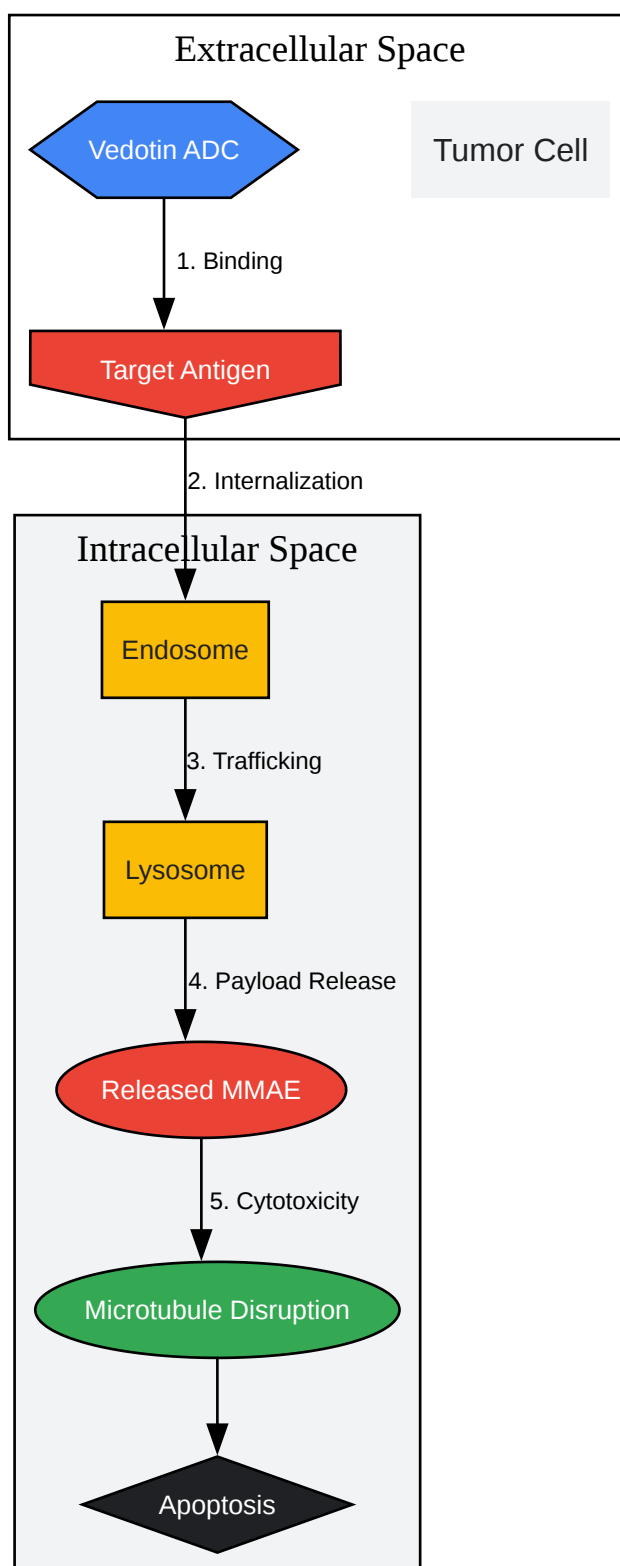 Extracellular Space
Vedotin ADC
Tumor Cell
1. Binding
Target Antigen
2. Internalization
Intracellular Space
Endosome
3. Trafficking
Lysosome
4. Payload Release
Released MMAE
5. Cytotoxicity
Microtubule Disruption
Apoptosis